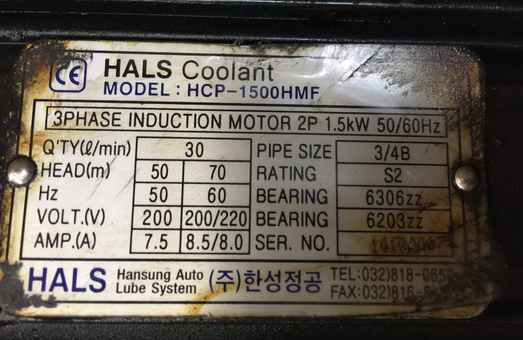 CE HALS Coolant
MODEL : HCP-1500HMF
3PHASE INDUCTION MOTOR 2P 1.5kW 50/60Hz
Q'TY(ℓ/min) 30 PIPE SIZE 3/4B
HEAD(m) 50 70 RATING S2
Hz 50 60 BEARING 6306zz
VOLT.(V) 200 200/220 BEARING 6203zz
AMP.(A) 7.5 8.5/8.0 SER. NO.
HALS Hansung Auto Lube System (주)한성정공
TEL:032)818-
FAX:032)816-